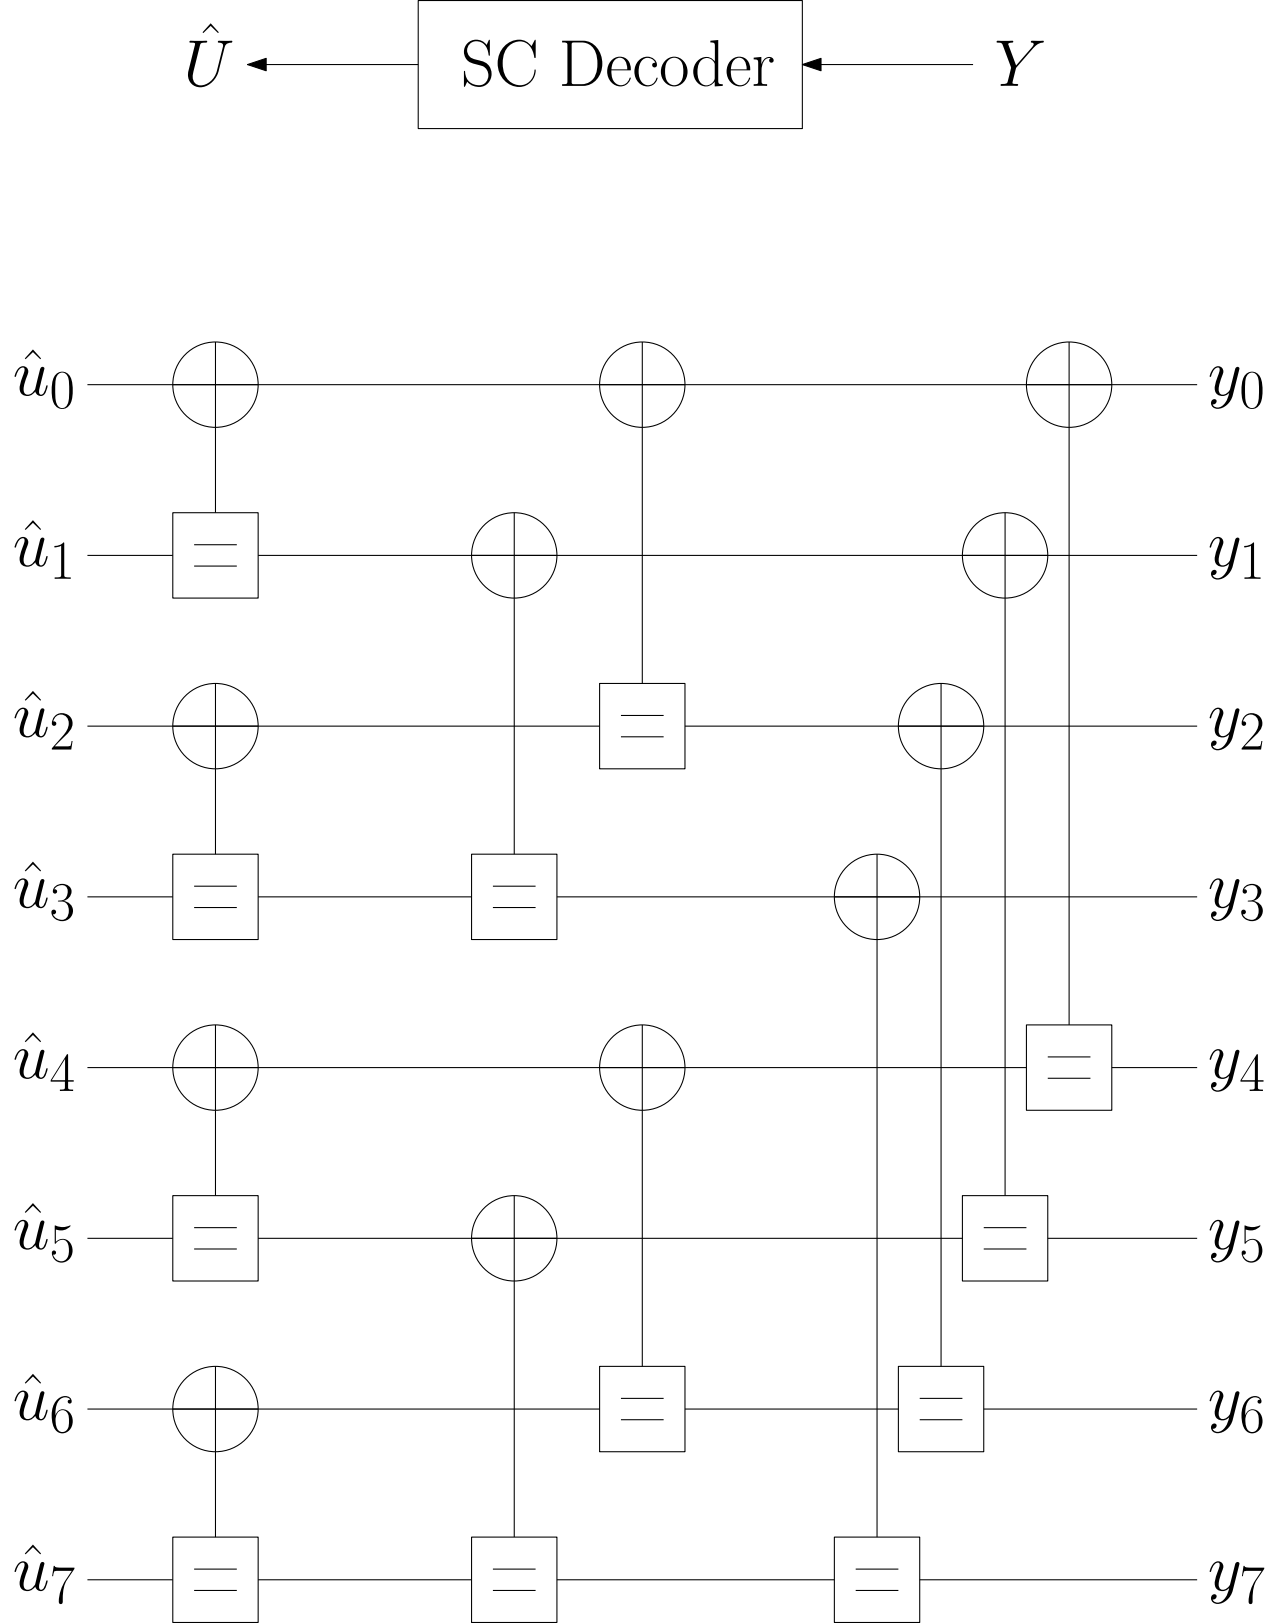 Û SC Decoder Y
û₀ y₀
û₁ y₁
û₂ y₂
û₃ y₃
û₄ y₄
û₅ y₅
û₆ y₆
û₇ y₇